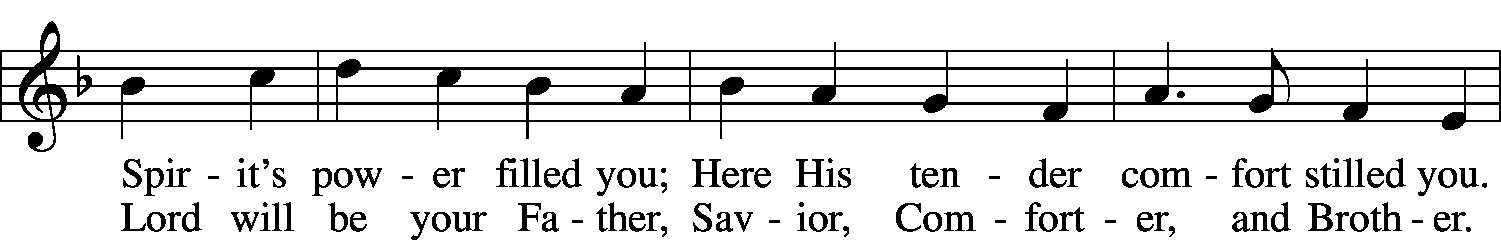 Spir - it's pow - er filled you; Here His ten - der com - fort stilled you.
Lord will be your Fa - ther, Sav - ior, Com - fort - er, and Broth - er.